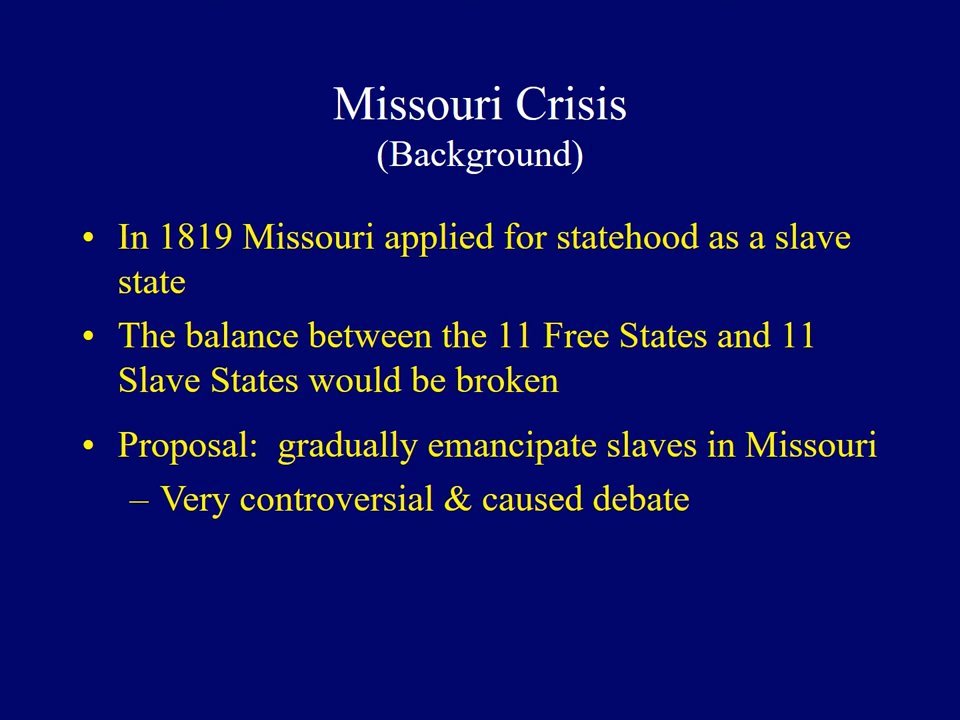 Missouri Crisis
(Background)
• In 1819 Missouri applied for statehood as a slave
state
• The balance between the 11 Free States and 11
Slave States would be broken
• Proposal:  gradually emancipate slaves in Missouri
– Very controversial & caused debate